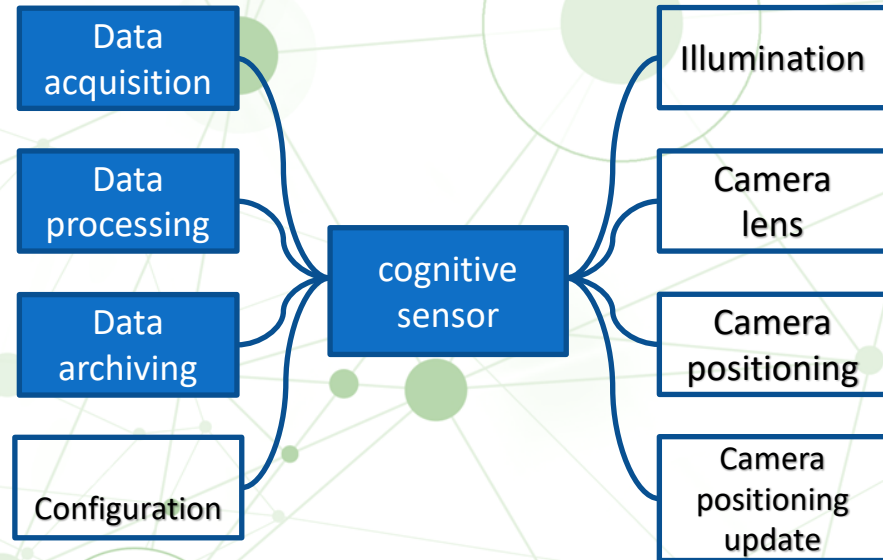 Data
acquisition
Data
processing
Data
archiving
Configuration
cognitive
sensor
Illumination
Camera
lens
Camera
positioning
Camera
positioning
update